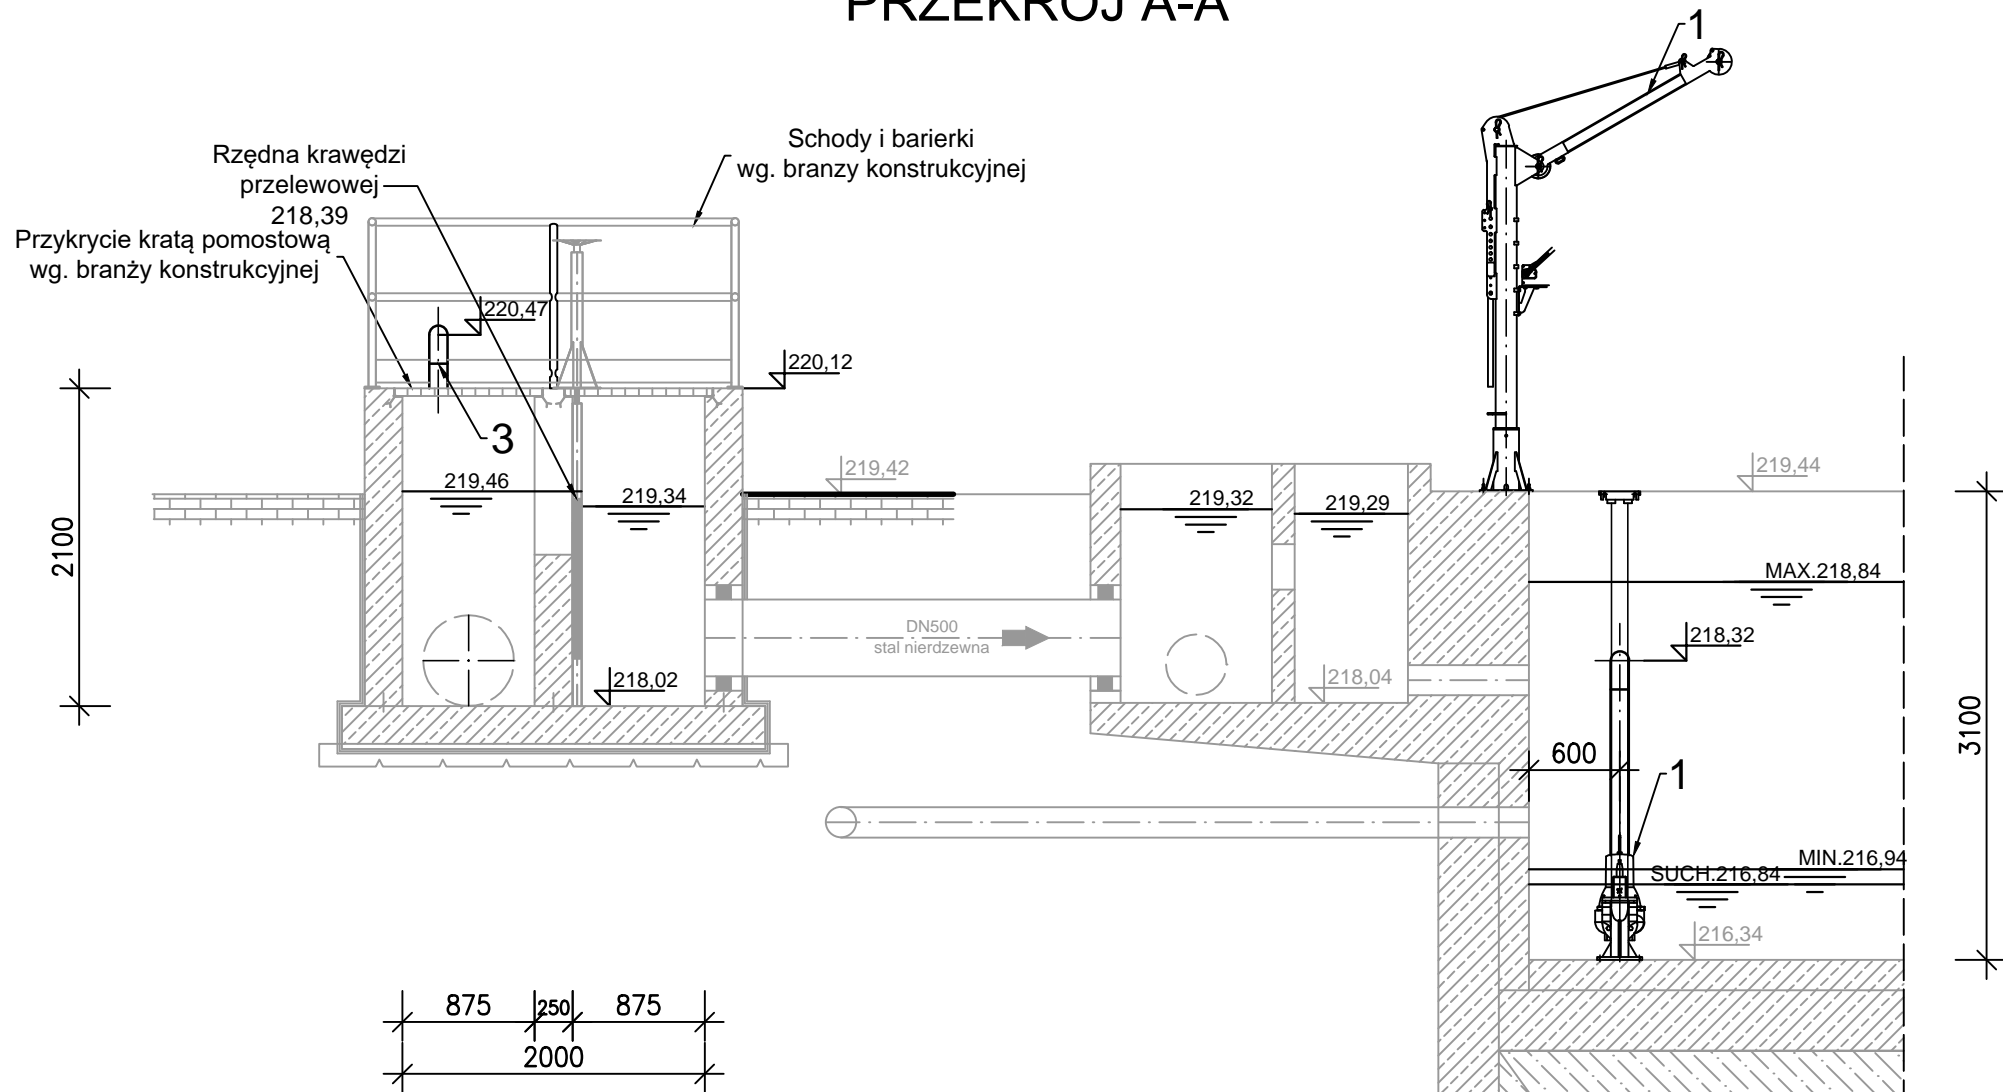 PRZEKRÓJ A-A
1
Schody i barierki
wg. branzy konstrukcyjnej
Rzędna krawędzi
przelewowej
218,39
Przykrycie kratą pomostową
wg. branży konstrukcyjnej
220,47
220,12
3
219,46
219,34
219,42
219,32
219,29
219,44
2100
MAX.218,84
DN500
stal nierdzewna
218,32
218,02
218,04
3100
600
1
MIN.216,94
SUCH.216,84
216,34
875
250
875
2000